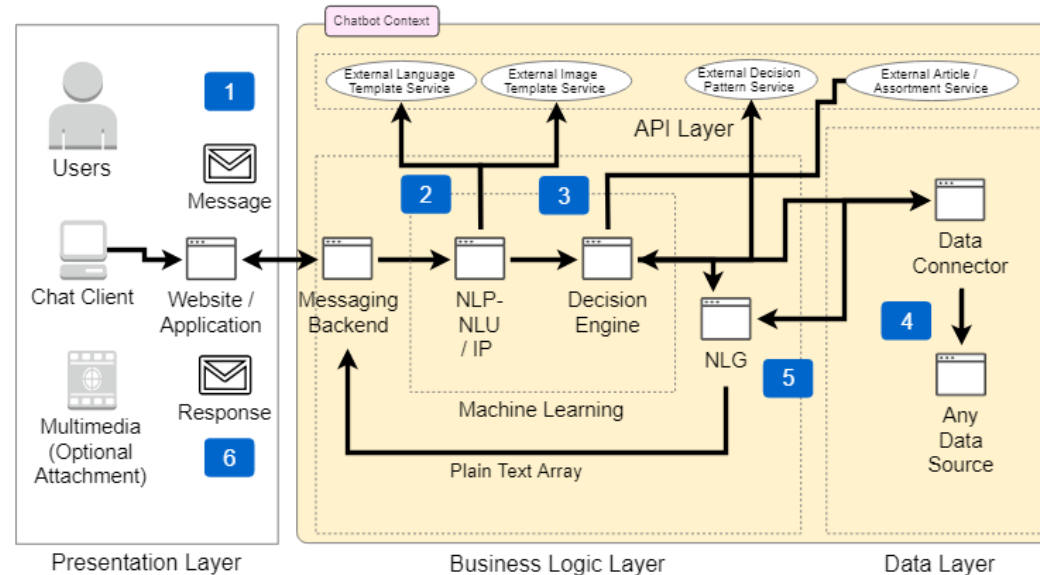 Chatbot Context
External Language
Template Service
External Image
Template Service
External Decision
Pattern Service
External Article /
Assortment Service
API Layer
1
Users
Message
2
3
Chat Client
Website /
Application
Messaging
Backend
NLP-
NLU
/ IP
Decision
Engine
Data
Connector
4
NLG
5
Multimedia
(Optional
Attachment)
Response
6
Machine Learning
Plain Text Array
Any
Data
Source
Presentation Layer
Business Logic Layer
Data Layer